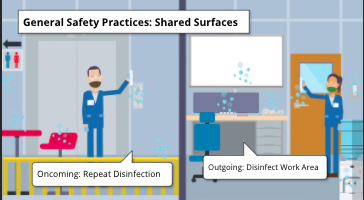 General Safety Practices: Shared Surfaces
Oncoming: Repeat Disinfection
Outgoing: Disinfect Work Area